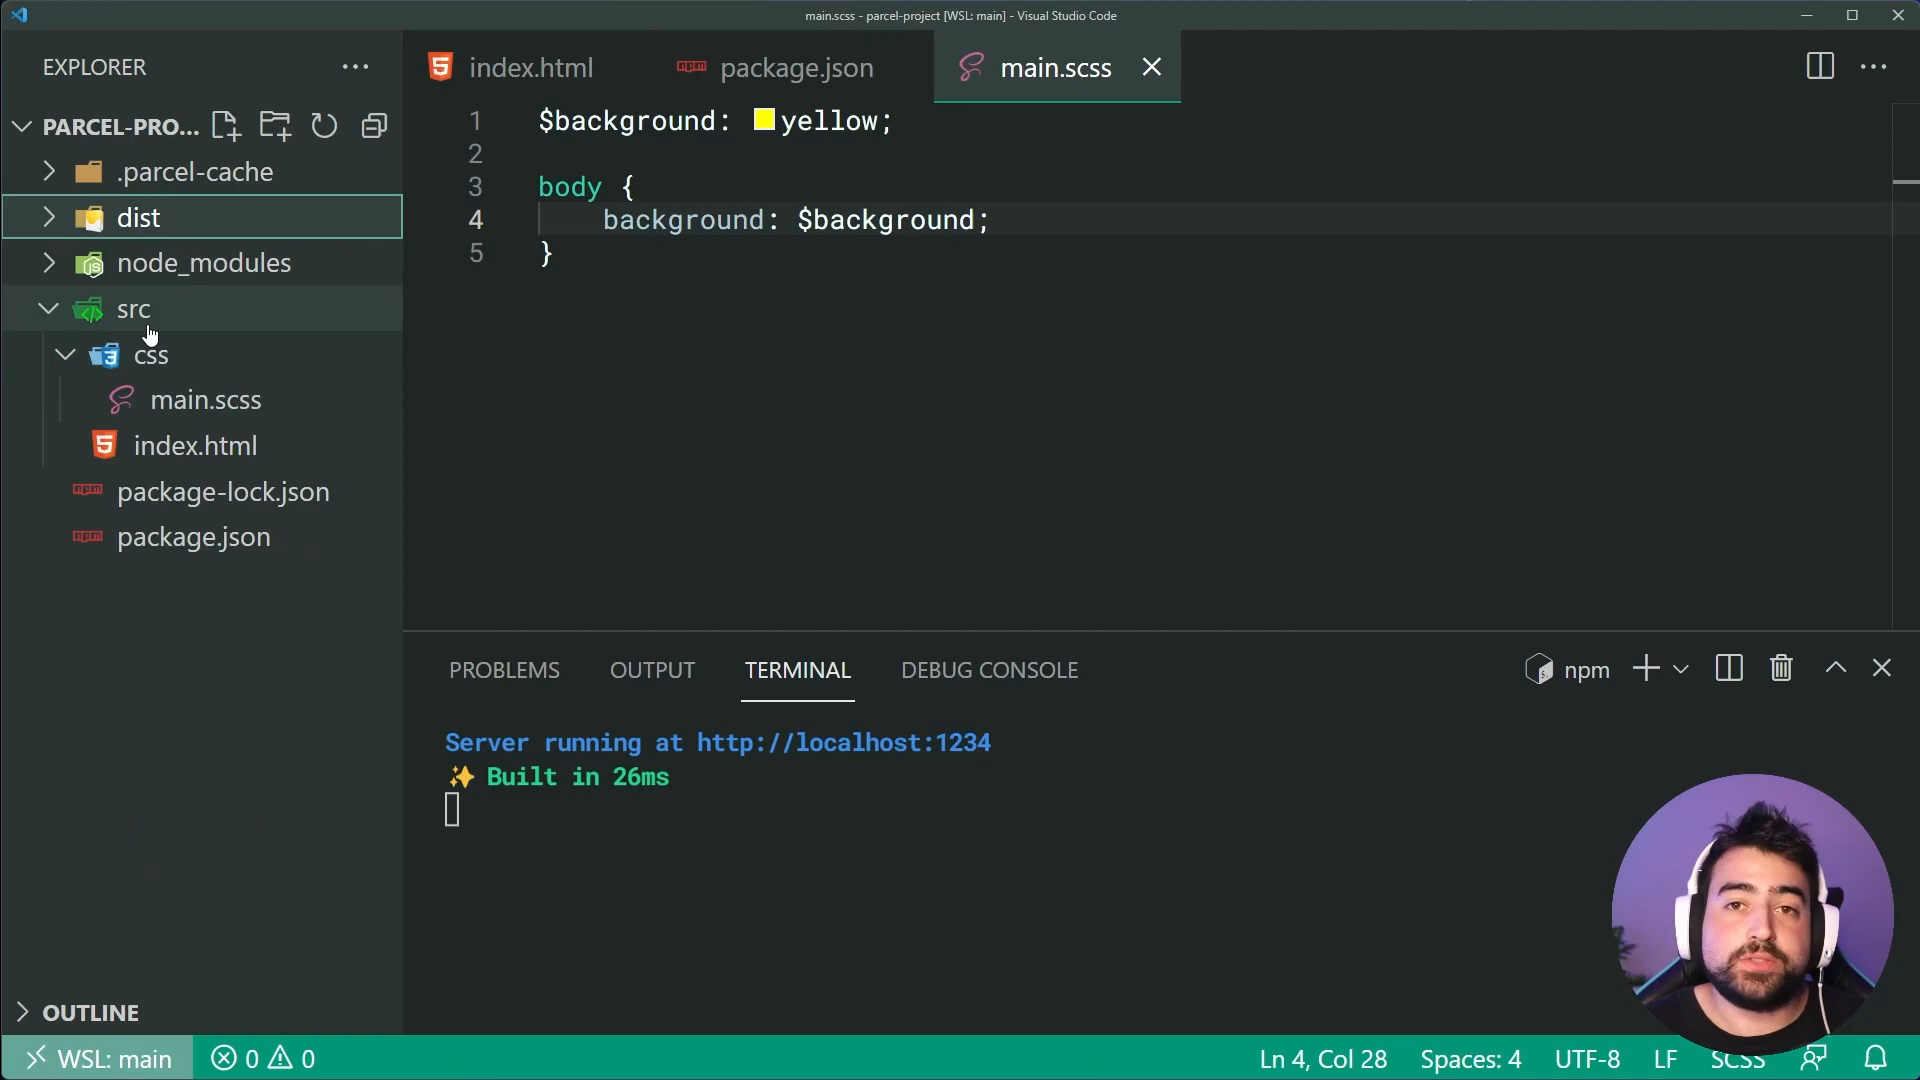 main.scss - parcel-project [WSL: main] - Visual Studio Code
EXPLORER
PARCEL-PRO...
.parcel-cache
dist
node_modules
src
css
main.scss
index.html
package-lock.json
package.json
OUTLINE
index.html
package.json
main.scss
1 $background: yellow;
2
3 body {
4 background: $background;
5 }
PROBLEMS
OUTPUT
TERMINAL
DEBUG CONSOLE
npm
Server running at http://localhost:1234
✨ Built in 26ms
WSL: main
0 0
Ln 4, Col 28
Spaces: 4
UTF-8
LF
SCSS